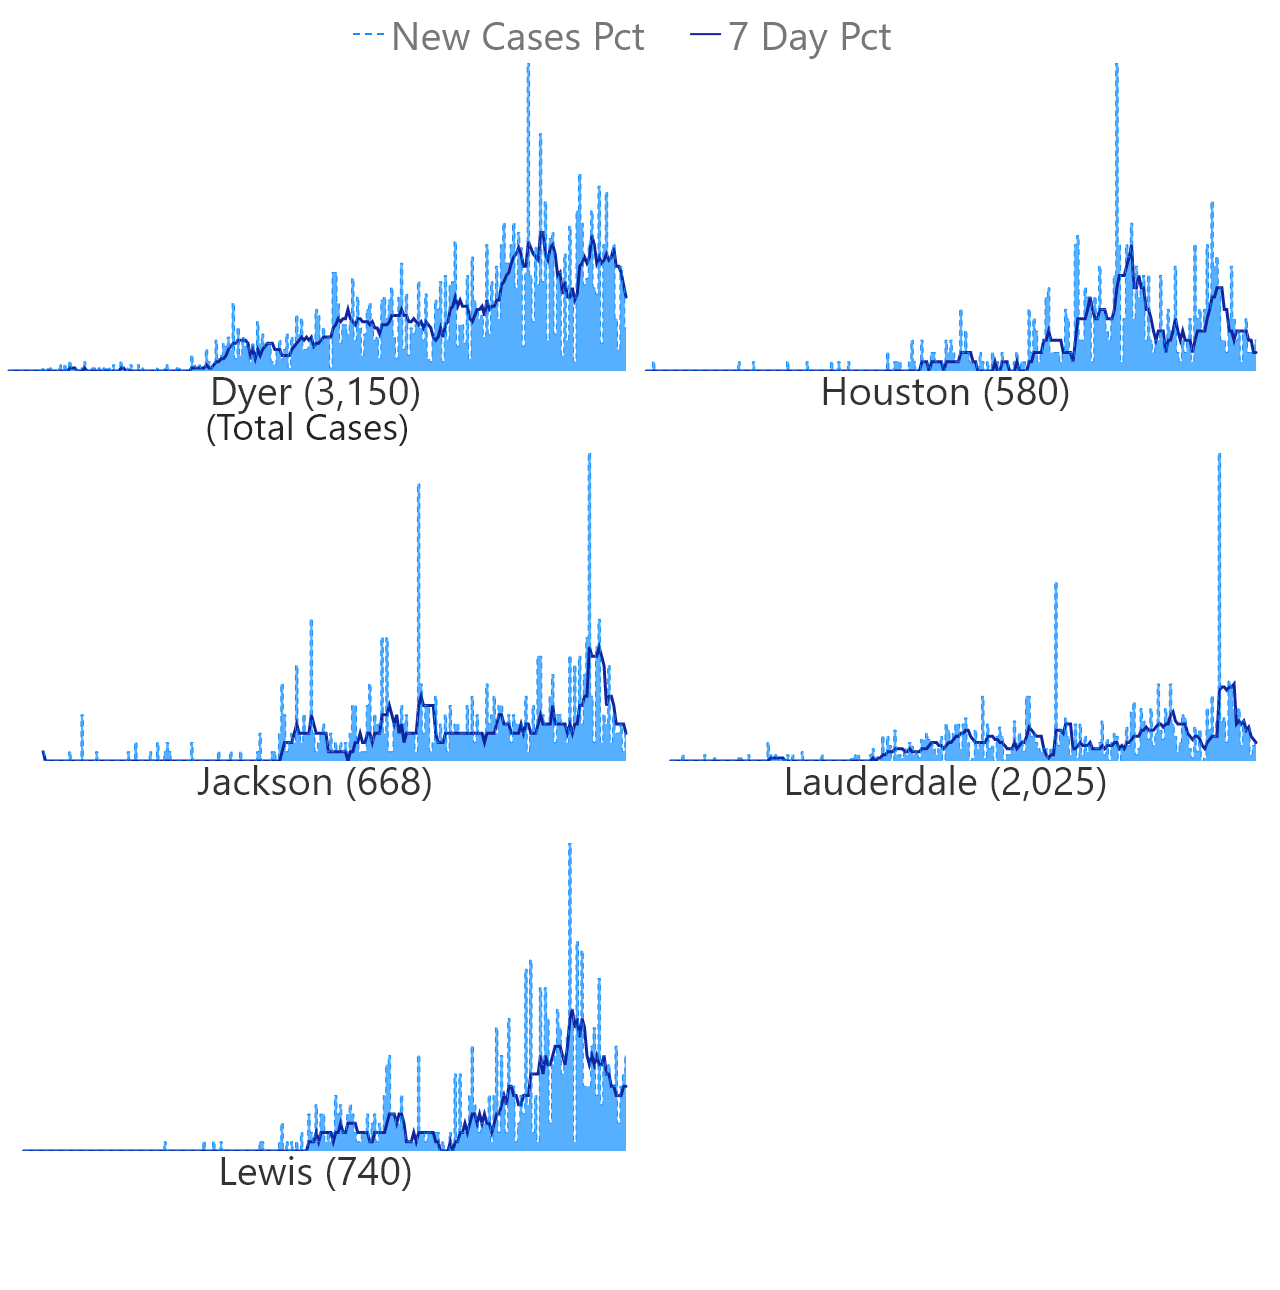 New Cases Pct 7 Day Pct
Dyer (3,150)
(Total Cases)
Houston (580)
Jackson (668)
Lauderdale (2,025)
Lewis (740)